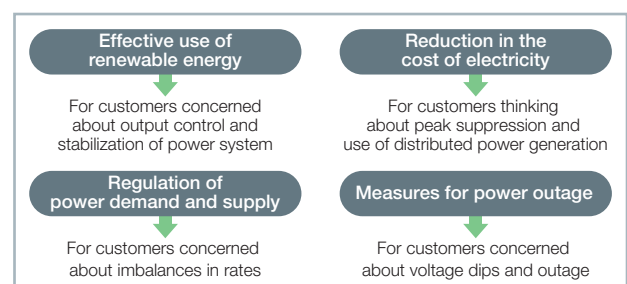 Effective use of
renewable energy
For customers concerned
about output control and
stabilization of power system
Reduction in the
cost of electricity
For customers thinking
about peak suppression and
use of distributed power generation
Regulation of
power demand and supply
For customers concerned
about imbalances in rates
Measures for power outage
For customers concerned
about voltage dips and outage